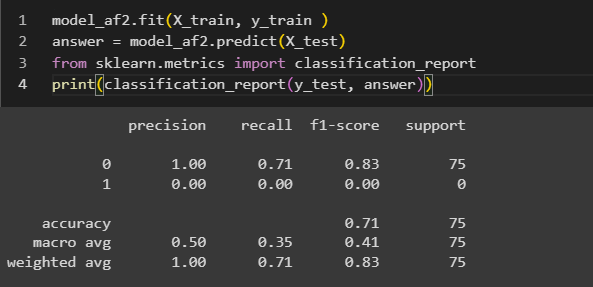 1 model_af2.fit(X_train, y_train )
2 answer = model_af2.predict(X_test)
3 from sklearn.metrics import classification_report
4 print(classification_report(y_test, answer))
precision recall f1-score support
0 1.00 0.71 0.83 75
1 0.00 0.00 0.00 0
accuracy 0.71 75
macro avg 0.50 0.35 0.41 75
weighted avg 1.00 0.71 0.83 75